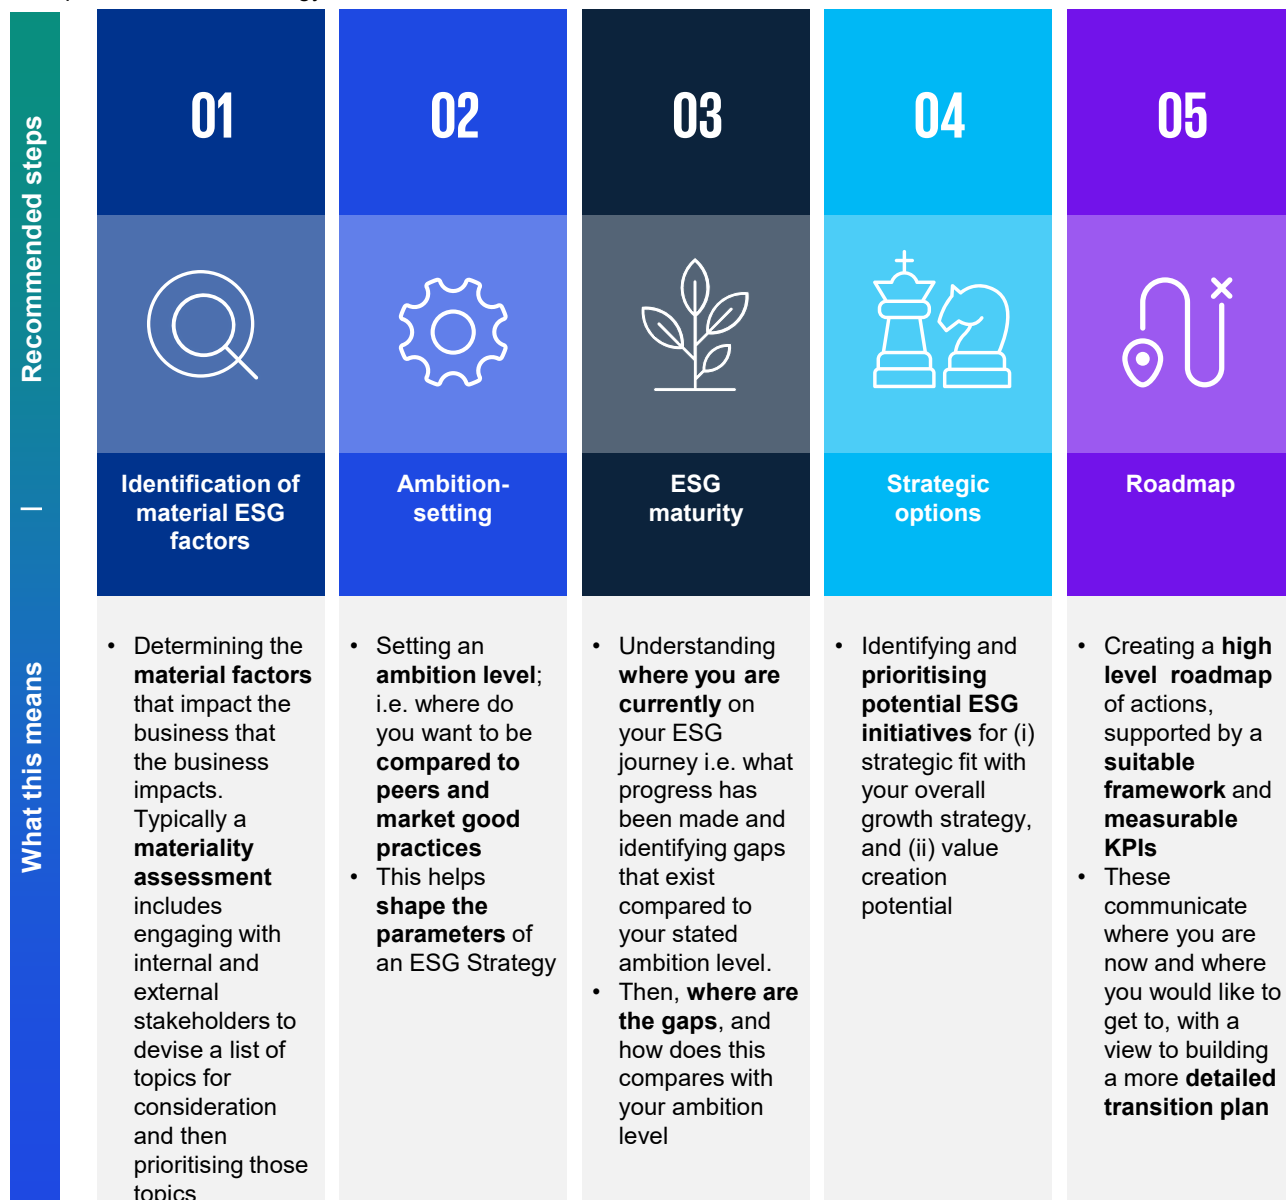 Recommended steps
|
What this means
01
Identification of
material ESG
factors
• Determining the
material factors
that impact the
business that
the business
impacts.
Typically a
materiality
assessment
includes
engaging with
internal and
external
stakeholders to
devise a list of
topics for
consideration
and then
prioritising those
topics
02
Ambition-
setting
• Setting an
ambition level;
i.e. where do
you want to be
compared to
peers and
market good
practices
• This helps
shape the
parameters of
an ESG Strategy
03
ESG
maturity
• Understanding
where you are
currently on
your ESG
journey i.e. what
progress has
been made and
identifying gaps
that exist
compared to
your stated
ambition level.
• Then, where are
the gaps, and
how does this
compares with
your ambition
level
04
Strategic
options
• Identifying and
prioritising
potential ESG
initiatives for (i)
strategic fit with
your overall
growth strategy,
and (ii) value
creation
potential
05
Roadmap
• Creating a high
level roadmap
of actions,
supported by a
suitable
framework and
measurable
KPIs
• These
communicate
where you are
now and where
you would like to
get to, with a
view to building
a more detailed
transition plan